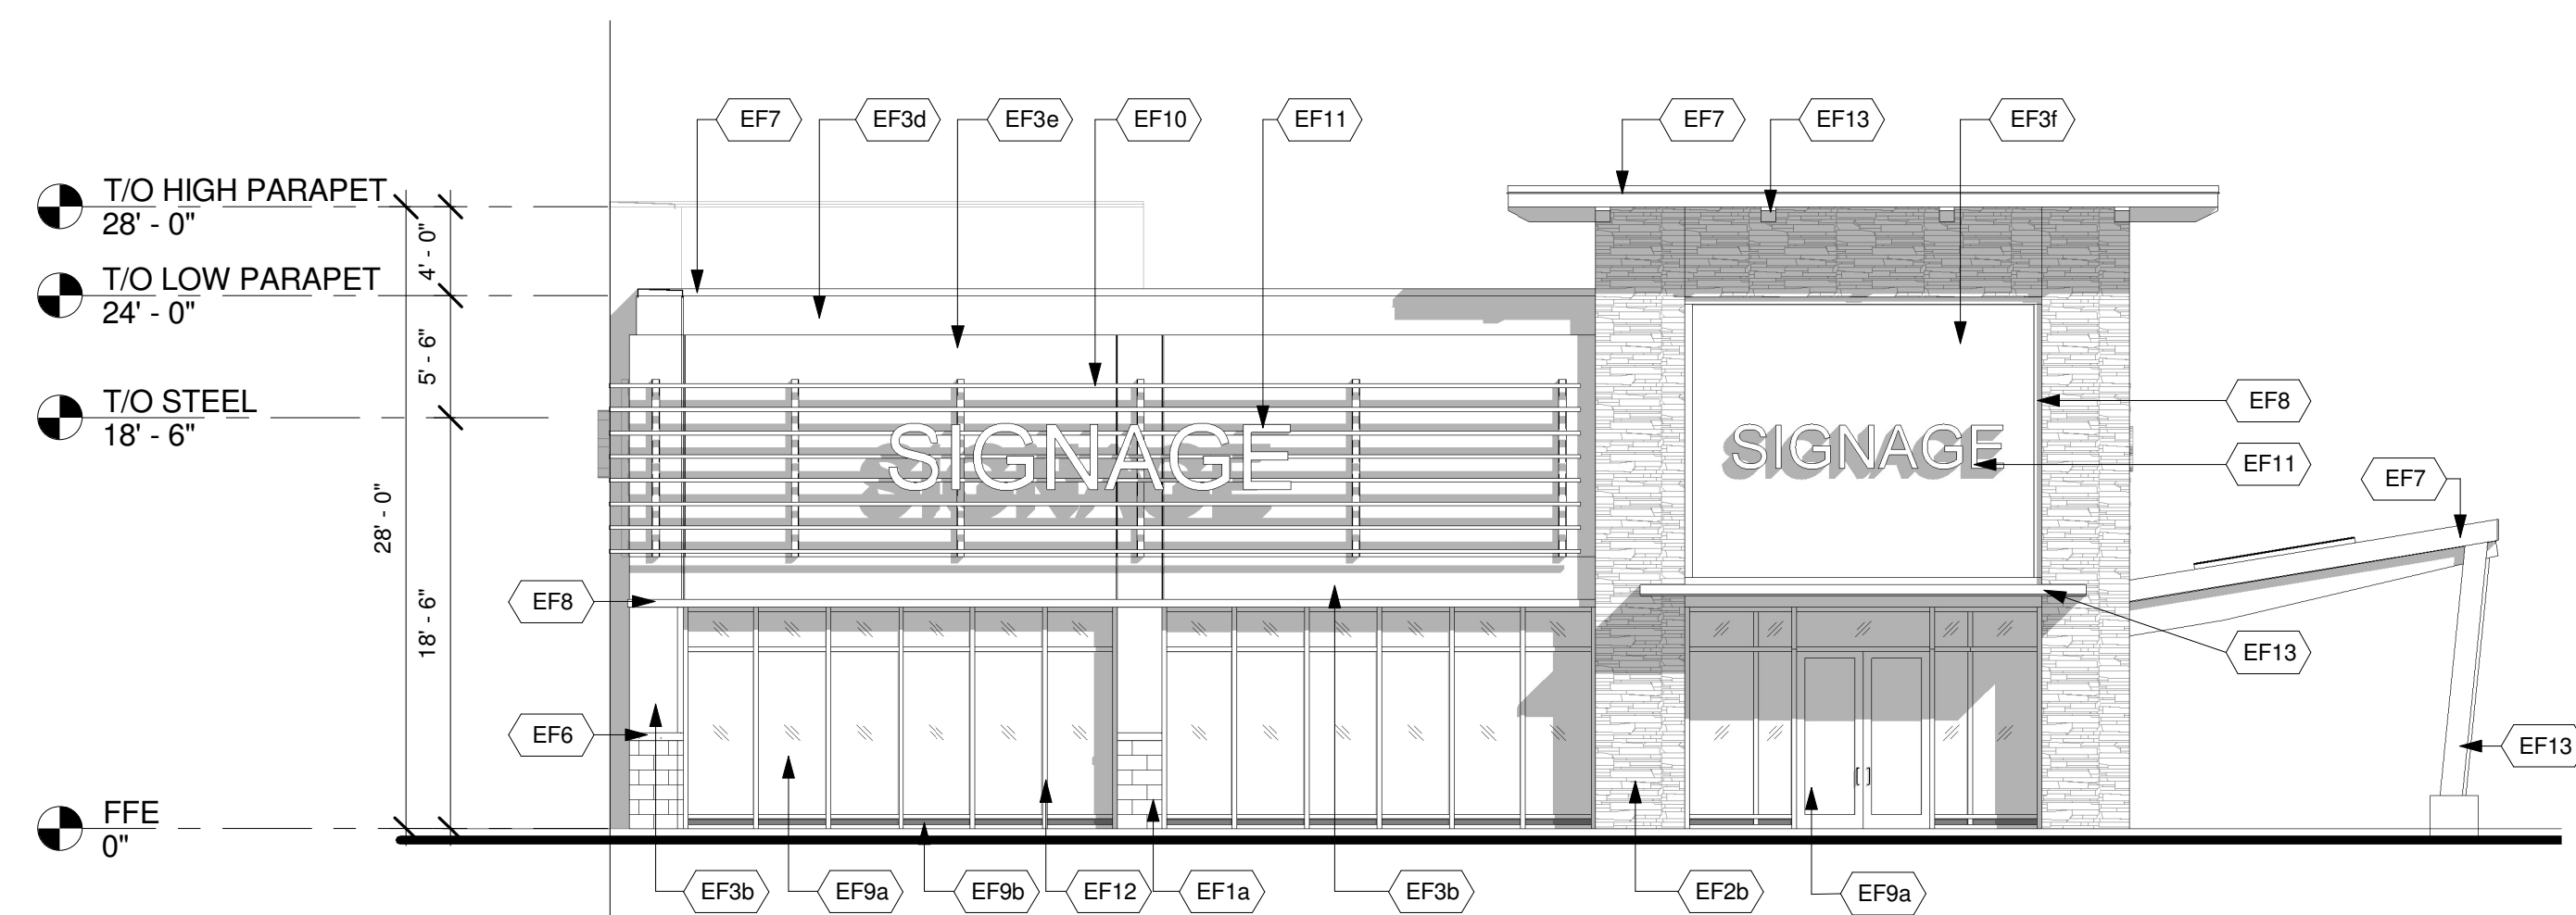 EF7
EF3d
EF3e
EF10
EF11
EF7
EF13
EF3f
T/O HIGH PARAPET
28' - 0"
4' - 0"
T/O LOW PARAPET
24' - 0"
5' - 6"
T/O STEEL
18' - 6"
EF8
SIGNAGE
SIGNAGE
EF11
EF7
28' - 0"
18' - 6"
EF8
EF13
EF6
EF13
FFE
0"
EF3b
EF9a
EF9b
EF12
EF1a
EF3b
EF2b
EF9a